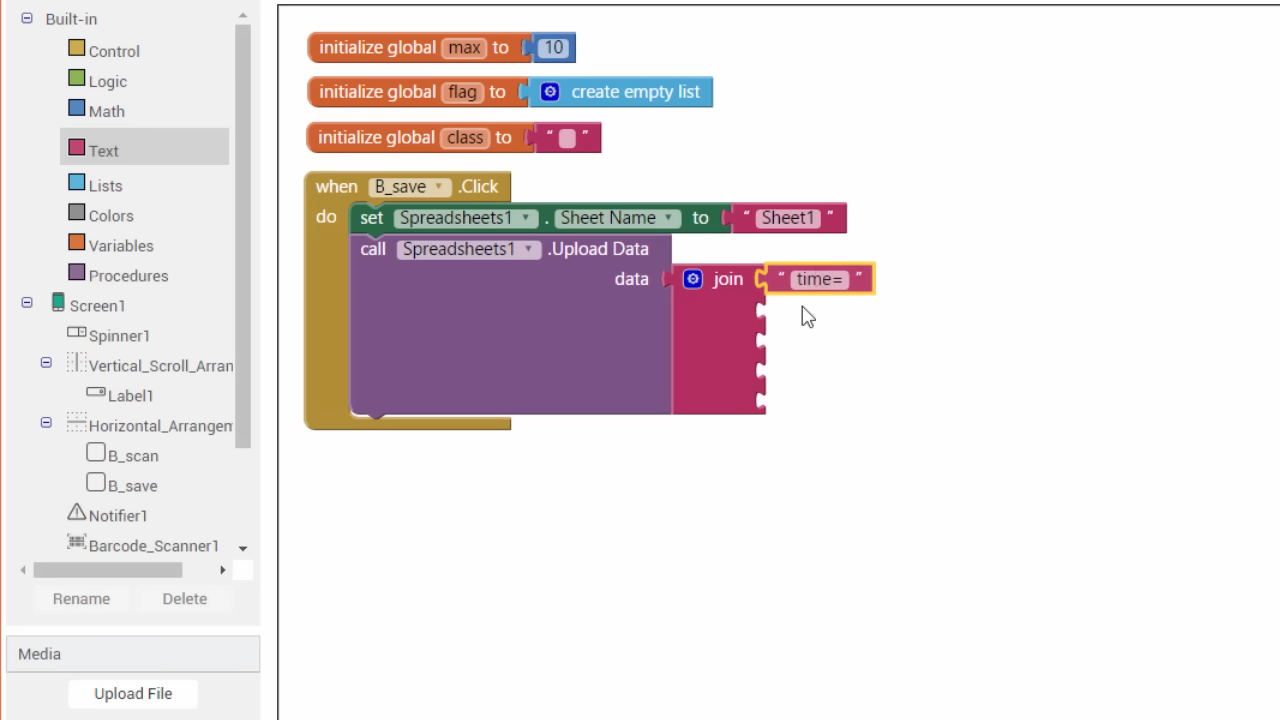 Built-in
Control
Logic
Math
Text
Lists
Colors
Variables
Procedures
Screen1
Spinner1
Vertical_Scroll_Arran
Label1
Horizontal_Arrangem
B_scan
B_save
Notifier1
Barcode_Scanner1
Rename Delete
Media
Upload File
initialize global max to 10
initialize global flag to create empty list
initialize global class to “ ”
when B_save .Click
do set Spreadsheets1 . Sheet Name to “ Sheet1 ”
call Spreadsheets1 .Upload Data
data join “ time= ”